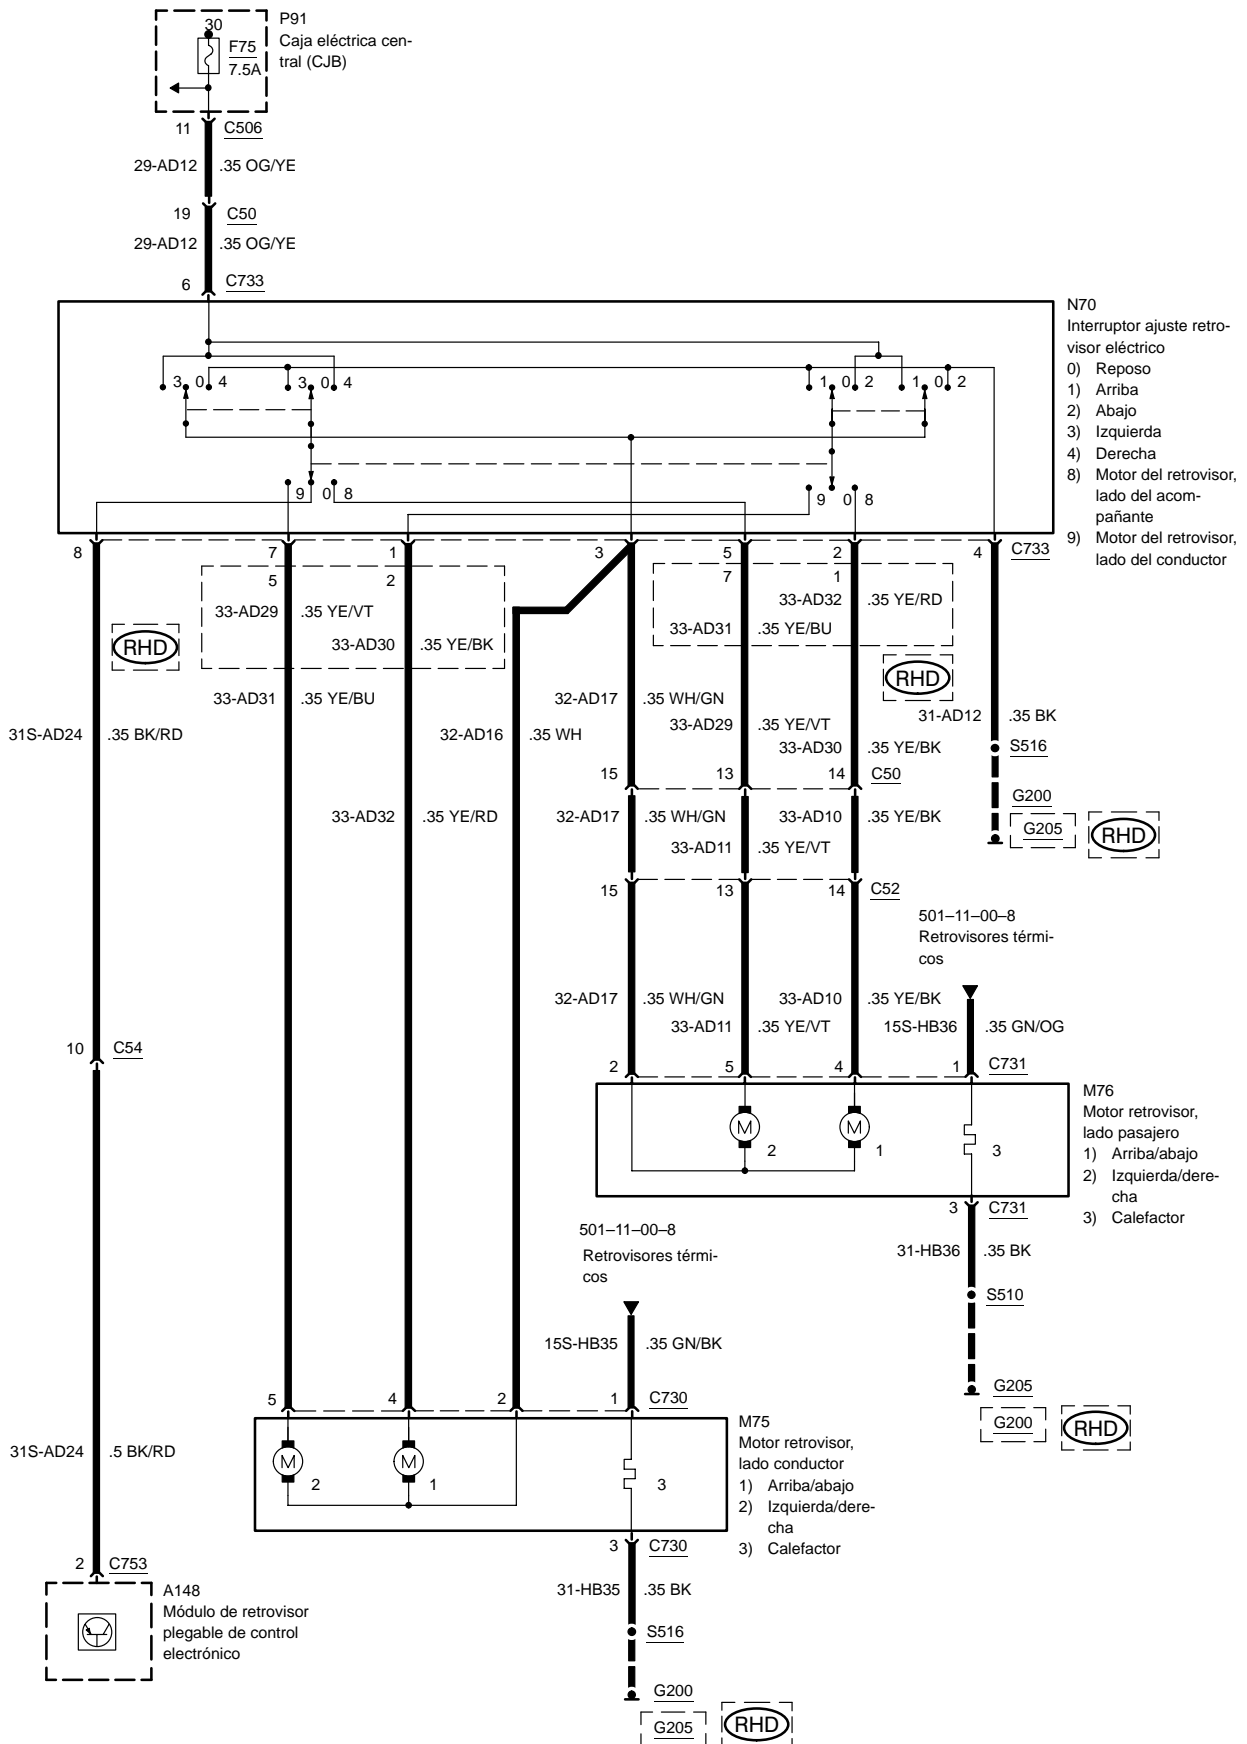 30
F75
7.5A
P91
Caja eléctrica cen-
tral (CJB)
11 C506
29-AD12 .35 OG/YE
19 C50
29-AD12 .35 OG/YE
6 C733
N70
Interruptor ajuste retro-
visor eléctrico
0) Reposo
1) Arriba
2) Abajo
3) Izquierda
4) Derecha
8) Motor del retrovisor,
lado del acom-
pañante
9) Motor del retrovisor,
lado del conductor
3 0 4 3 0 4 1 0 2 1 0 2
9 0 8 9 0 8
8 7 1 3 5 2 4 C733
5 2 7 1
33-AD29 .35 YE/VT
33-AD30 .35 YE/BK
33-AD32 .35 YE/RD
33-AD31 .35 YE/BU
RHD
RHD
33-AD31 .35 YE/BU
32-AD17 .35 WH/GN
31-AD12 .35 BK
33-AD29 .35 YE/VT
31S-AD24 .35 BK/RD
32-AD16 .35 WH
33-AD30 .35 YE/BK
S516
15 13 14 C50
G200
G205
RHD
33-AD32 .35 YE/RD
32-AD17 .35 WH/GN
33-AD10 .35 YE/BK
33-AD11 .35 YE/VT
15 13 14 C52
501–11–00–8
Retrovisores térmi-
cos
32-AD17 .35 WH/GN
33-AD10 .35 YE/BK
33-AD11 .35 YE/VT
15S-HB36 .35 GN/OG
10 C54
2 5 4 1 C731
M M
2 1 3
M76
Motor retrovisor,
lado pasajero
1) Arriba/abajo
2) Izquierda/dere-
cha
3) Calefactor
3 C731
31-HB36 .35 BK
S510
G205
G200
RHD
501–11–00–8
Retrovisores térmi-
cos
15S-HB35 .35 GN/BK
5 4 2 1 C730
M M
2 1 3
M75
Motor retrovisor,
lado conductor
1) Arriba/abajo
2) Izquierda/dere-
cha
3) Calefactor
31S-AD24 .5 BK/RD
3 C730
31-HB35 .35 BK
S516
G200
G205
RHD
2 C753
A148
Módulo de retrovisor
plegable de control
electrónico